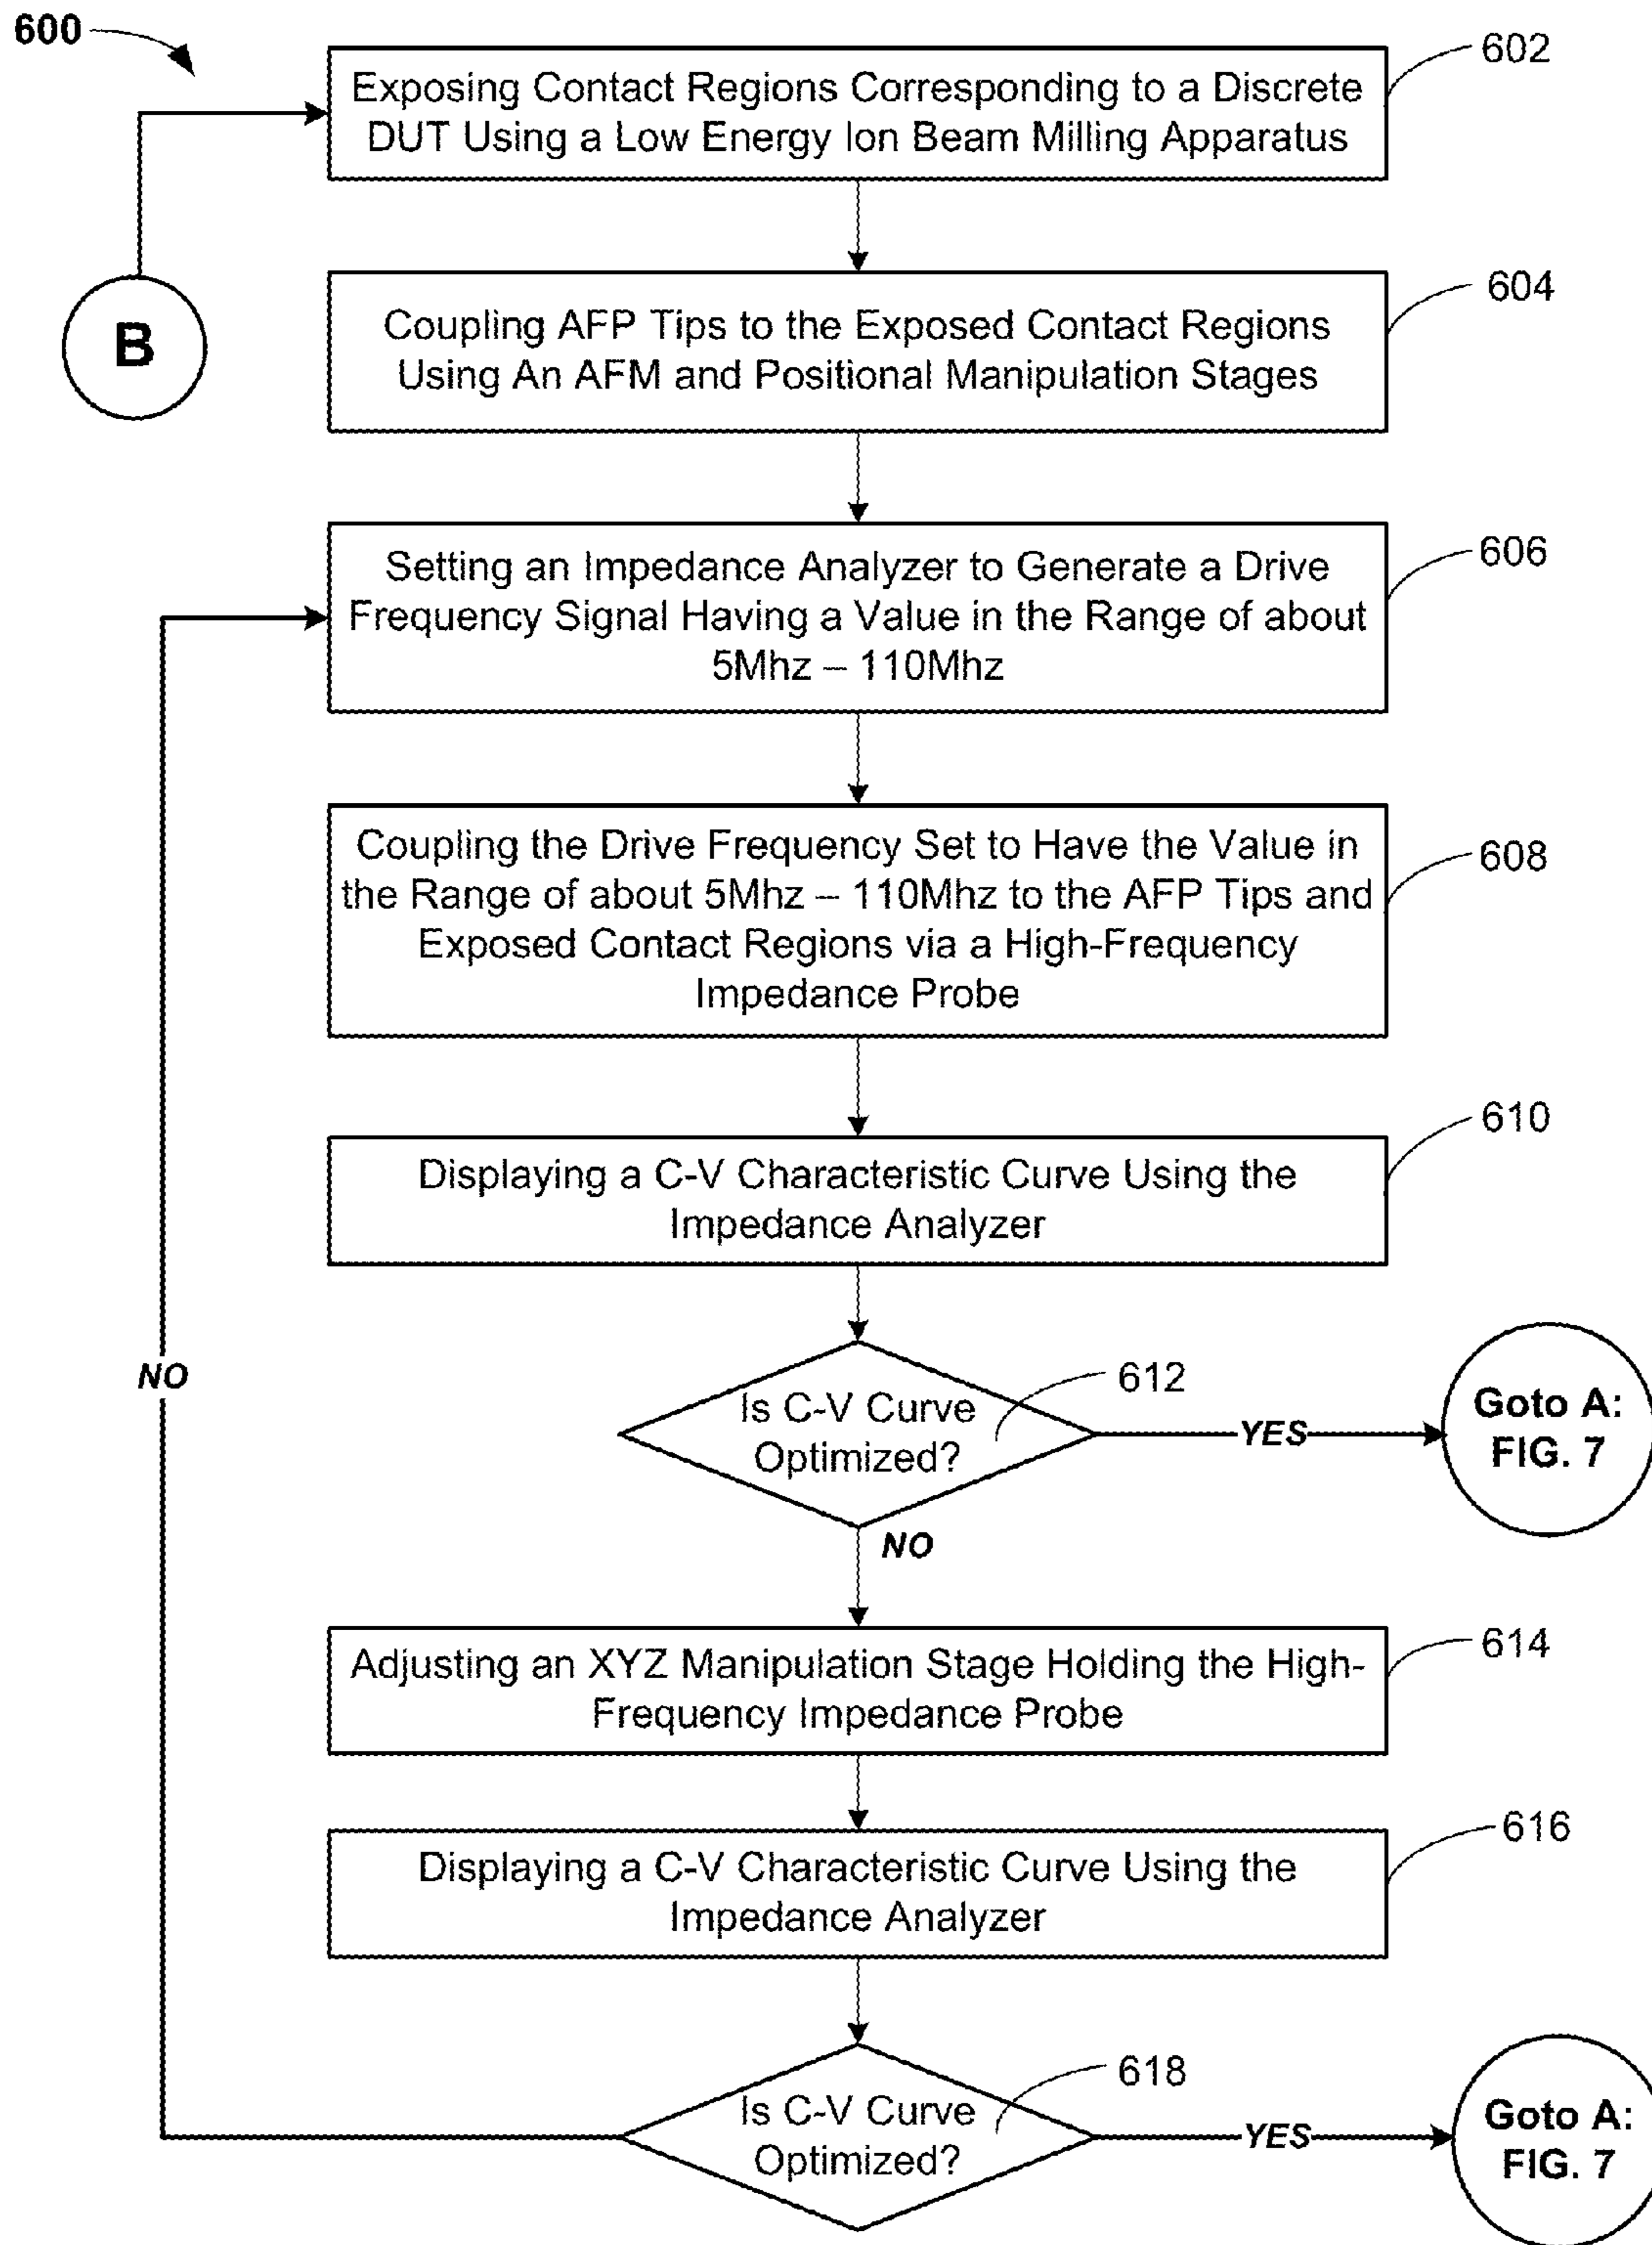 600
602
Exposing Contact Regions Corresponding to a Discrete
DUT Using a Low Energy Ion Beam Milling Apparatus
B
604
Coupling AFP Tips to the Exposed Contact Regions
Using An AFM and Positional Manipulation Stages
606
Setting an Impedance Analyzer to Generate a Drive
Frequency Signal Having a Value in the Range of about
5Mhz – 110Mhz
608
Coupling the Drive Frequency Set to Have the Value in
the Range of about 5Mhz – 110Mhz to the AFP Tips and
Exposed Contact Regions via a High-Frequency
Impedance Probe
610
Displaying a C-V Characteristic Curve Using the
Impedance Analyzer
612
Is C-V Curve
Optimized?
YES
Goto A:
FIG. 7
NO
NO
614
Adjusting an XYZ Manipulation Stage Holding the High-
Frequency Impedance Probe
616
Displaying a C-V Characteristic Curve Using the
Impedance Analyzer
618
Is C-V Curve
Optimized?
YES
Goto A:
FIG. 7